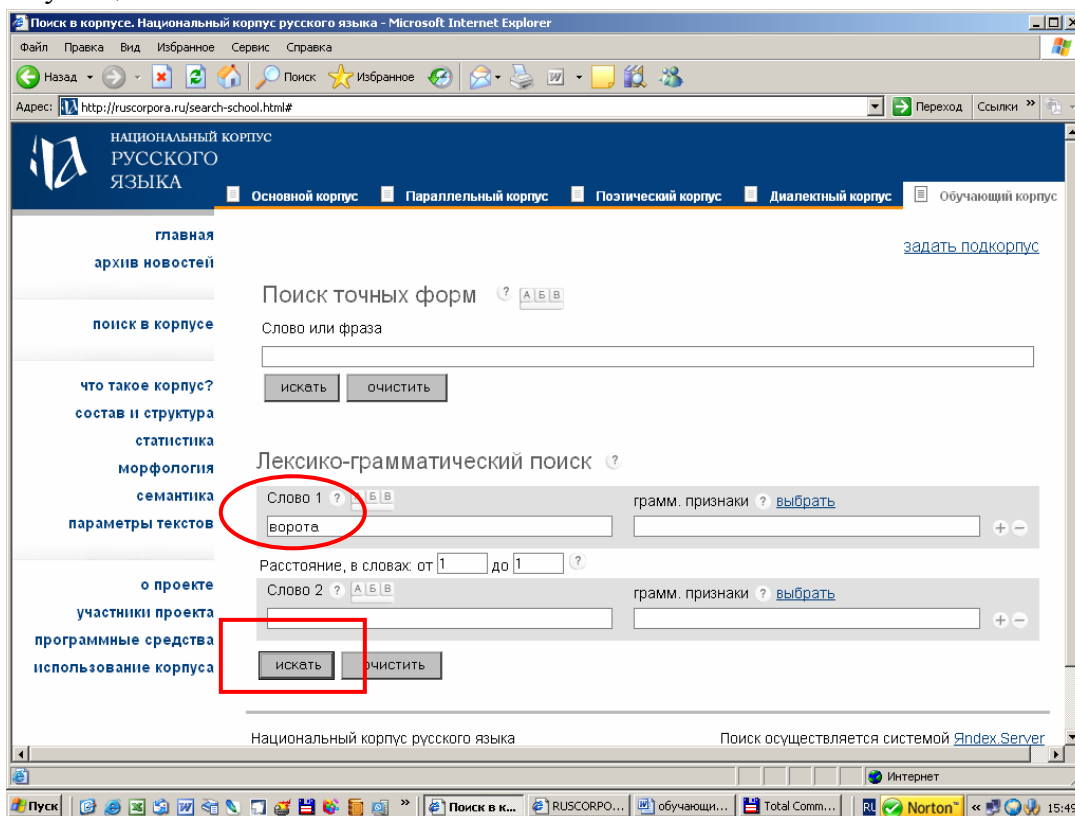 Поиск в корпусе. Национальный корпус русского языка - Microsoft Internet Explorer
Файл Правка Вид Избранное Сервис Справка
Назад Поиск Избранное
Адрес: http://ruscorpora.ru/search-school.html# Переход Ссылки »
НАЦИОНАЛЬНЫЙ КОРПУС
РУССКОГО
ЯЗЫКА
Основной корпус Параллельный корпус Поэтический корпус Диалектный корпус Обучающий корпус
главная
архив новостей
поиск в корпусе
что такое корпус?
состав и структура
статистика
морфология
семантика
параметры текстов
о проекте
участники проекта
программные средства
использование корпуса
задать подкорпус
Поиск точных форм ? А Б В
Слово или фраза
искать очистить
Лексико-грамматический поиск ?
Слово 1 ? А Б В грамм. признаки ? выбрать
ворота
Расстояние, в словах: от 1 до 1 ?
Слово 2 ? А Б В грамм. признаки ? выбрать
искать очистить
Национальный корпус русского языка Поиск осуществляется системой Яndex.Server
Интернет
Пуск » Поиск в к... RUSCORPO... обучающи... Total Comm... RU Norton™ « 15:49